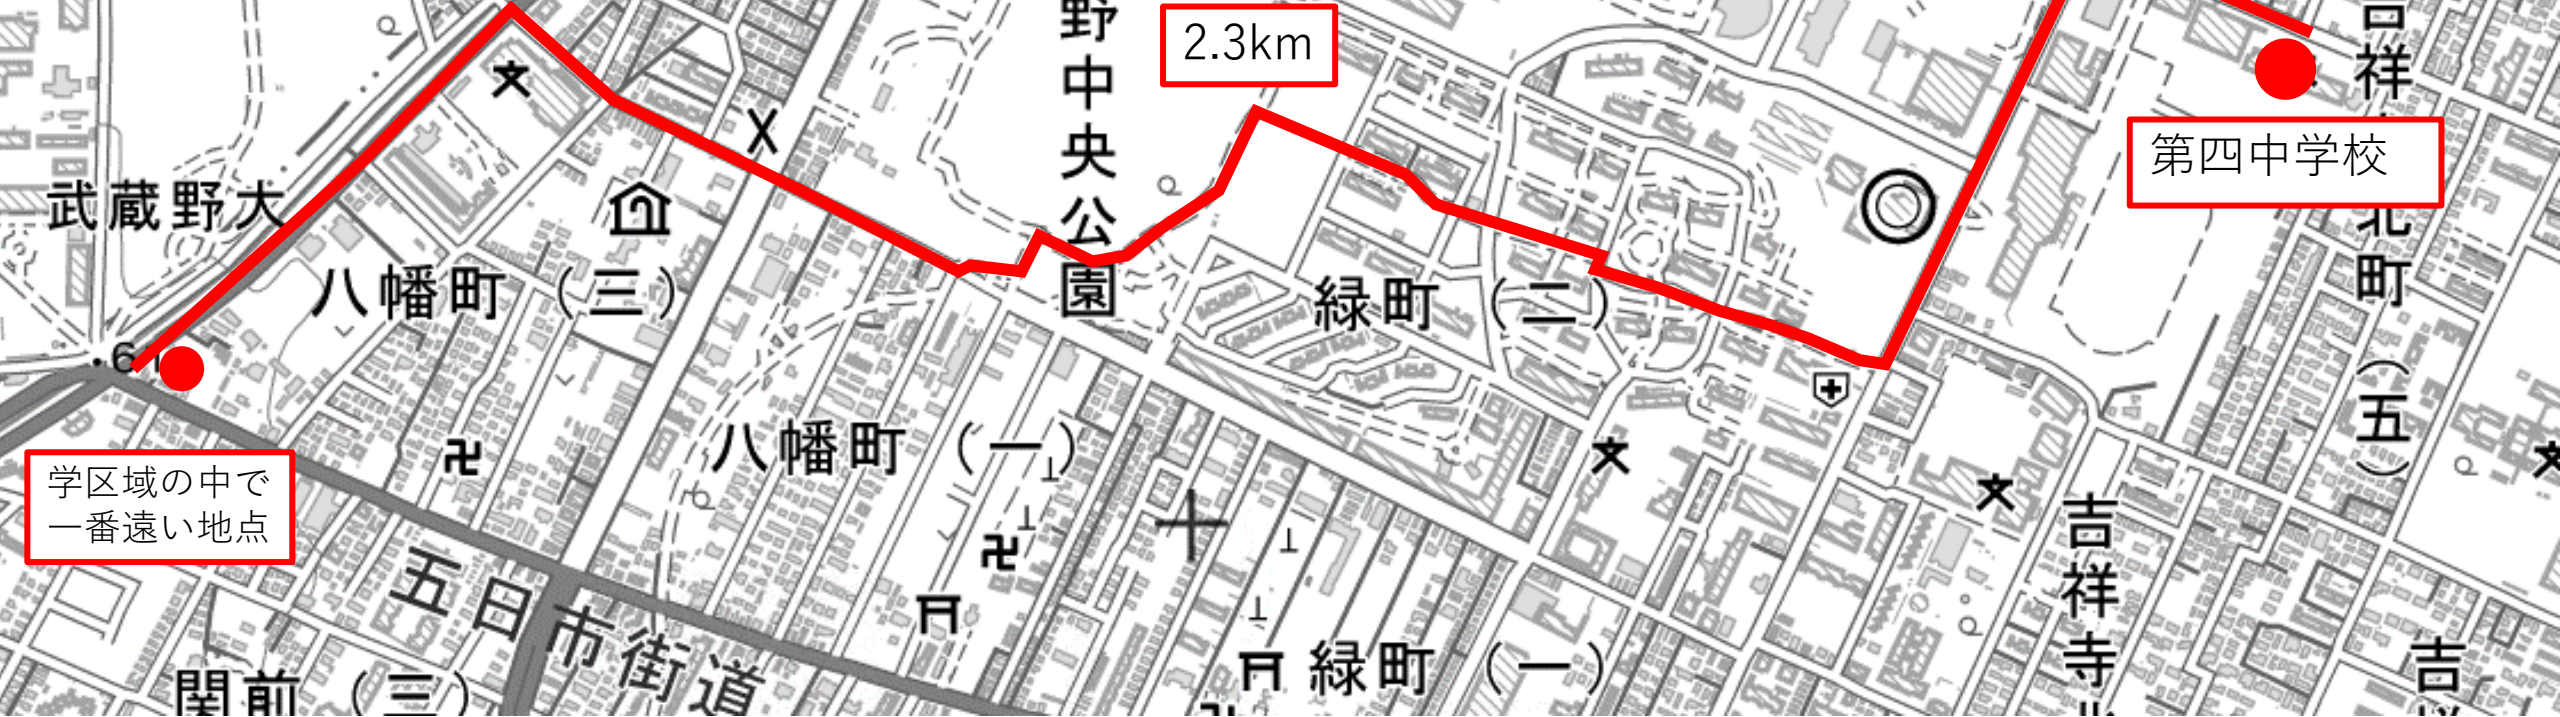 2.3km
第四中学校
学区域の中で
一番遠い地点
野中央公園
武蔵野大
八幡町（三）
八幡町（一）
緑町（二）
緑町（一）
吉祥寺北
北町（五）
吉祥
五日市街道
関前（三）
吉祥